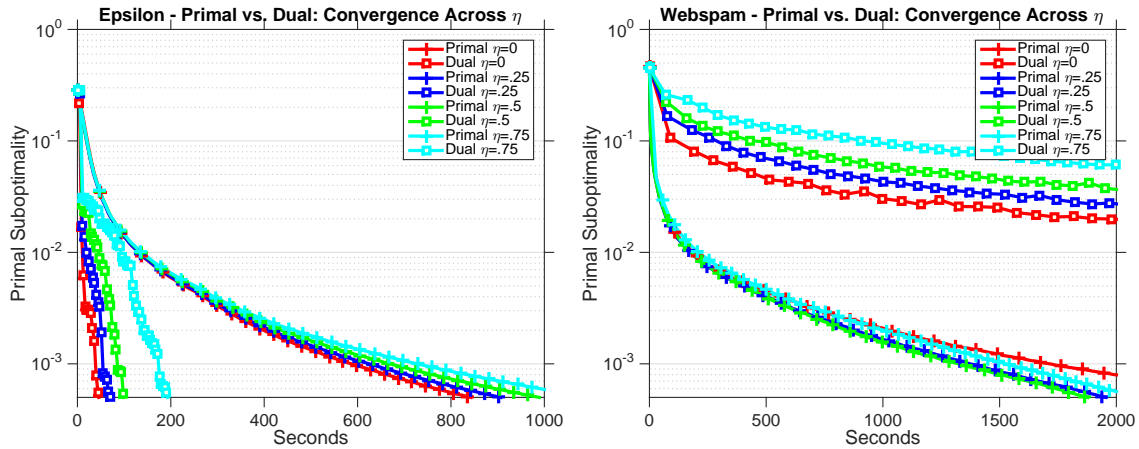 Epsilon - Primal vs. Dual: Convergence Across η
10^0
10^-1
10^-2
10^-3
Primal Suboptimality
Primal η=0
Dual η=0
Primal η=.25
Dual η=.25
Primal η=.5
Dual η=.5
Primal η=.75
Dual η=.75
0 200 400 600 800 1000
Seconds
Webspam - Primal vs. Dual: Convergence Across η
10^0
10^-1
10^-2
10^-3
Primal Suboptimality
Primal η=0
Dual η=0
Primal η=.25
Dual η=.25
Primal η=.5
Dual η=.5
Primal η=.75
Dual η=.75
0 500 1000 1500 2000
Seconds